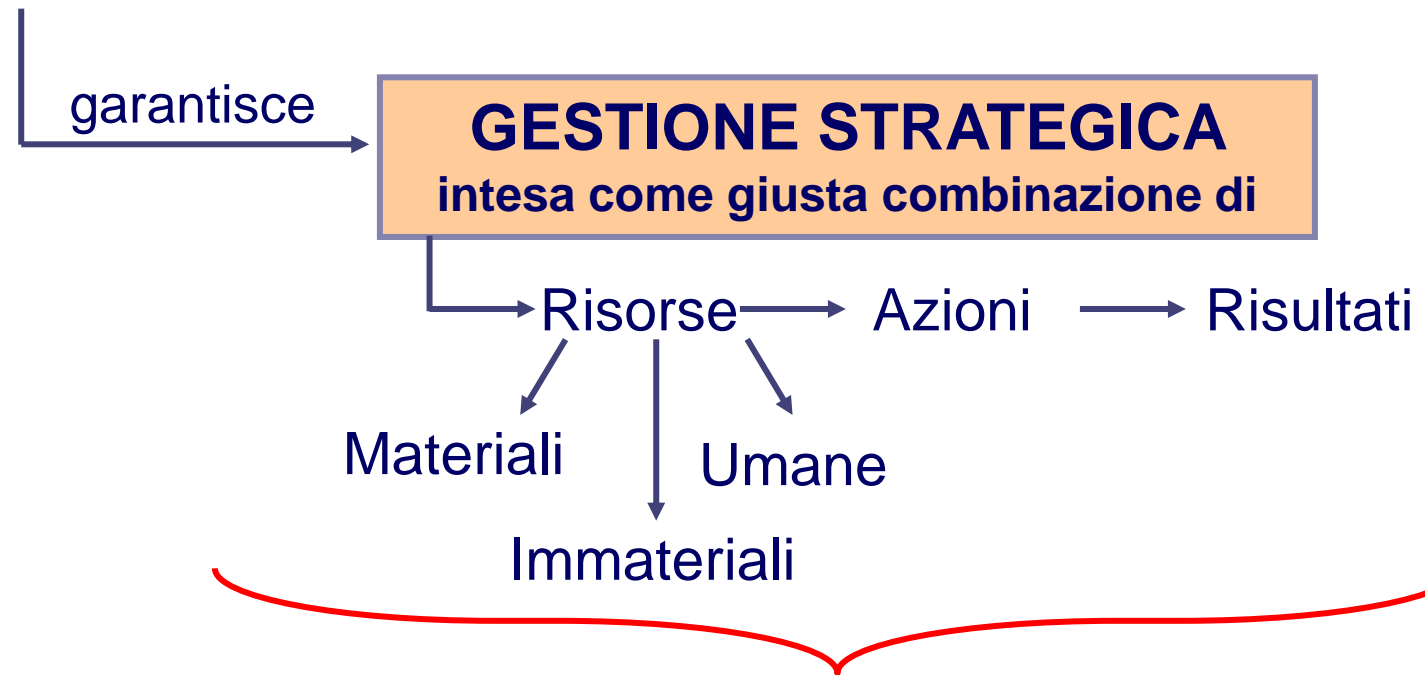 garantisce
GESTIONE STRATEGICA
intesa come giusta combinazione di
Risorse Azioni Risultati
Materiali Umane
Immateriali